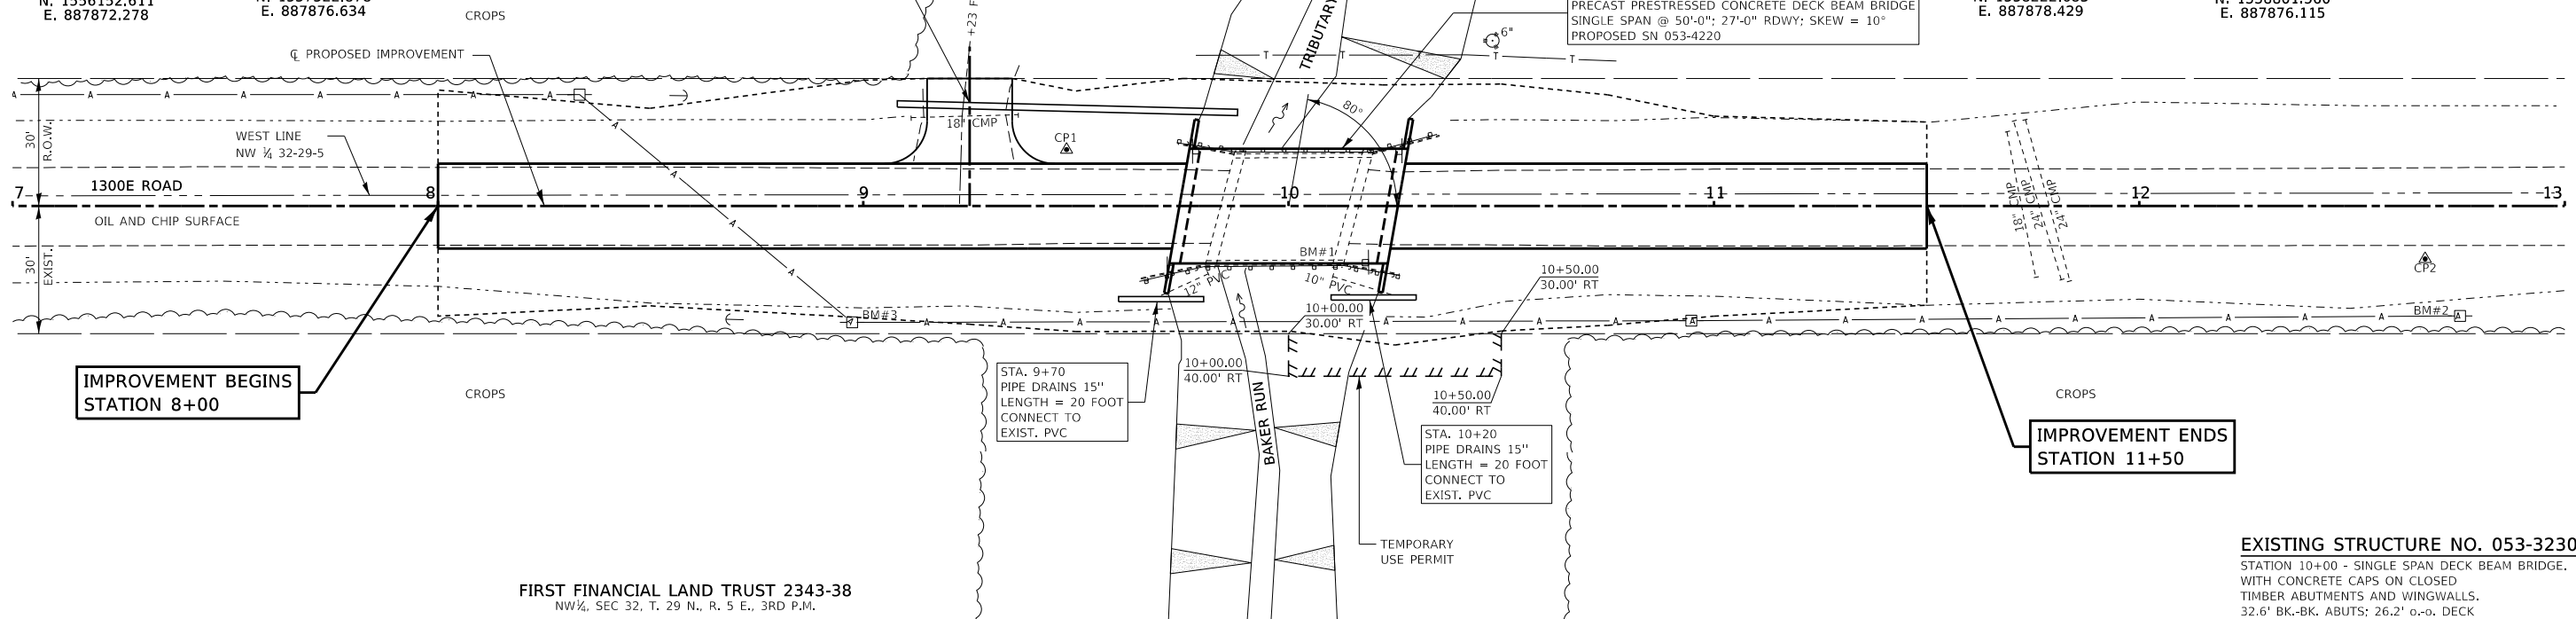 E. 887872.278
E. 887876.634
CROPS
+23
TRIBUTARY
PRECAST PRESTRESSED CONCRETE DECK BEAM BRIDGE
SINGLE SPAN @ 50'-0"; 27'-0" RDWY; SKEW = 10°
PROPOSED SN 053-4220
E. 887878.429
E. 887876.115
℄ PROPOSED IMPROVEMENT
6"
T T T T T
A A A A A A A
30'
R.O.W.
WEST LINE
NW ¼ 32-29-5
18" CMP
CP1
80°
7
1300E ROAD
8
9
10
11
12
13
OIL AND CHIP SURFACE
18" CMP
24" CMP
24" CMP
30'
EXIST.
BM#1
12" PVC
10" PVC
10+50.00
30.00' RT
CP2
10+00.00
30.00' RT
BM#3
BM#2
IMPROVEMENT BEGINS
STATION 8+00
CROPS
STA. 9+70
PIPE DRAINS 15"
LENGTH = 20 FOOT
CONNECT TO
EXIST. PVC
10+00.00
40.00' RT
BAKER RUN
10+50.00
40.00' RT
STA. 10+20
PIPE DRAINS 15"
LENGTH = 20 FOOT
CONNECT TO
EXIST. PVC
CROPS
IMPROVEMENT ENDS
STATION 11+50
TEMPORARY
USE PERMIT
FIRST FINANCIAL LAND TRUST 2343-38
NW¼, SEC 32, T. 29 N., R. 5 E., 3RD P.M.
EXISTING STRUCTURE NO. 053-3230
STATION 10+00 - SINGLE SPAN DECK BEAM BRIDGE.
WITH CONCRETE CAPS ON CLOSED
TIMBER ABUTMENTS AND WINGWALLS.
32.6' BK.-BK. ABUTS; 26.2' o.-o. DECK